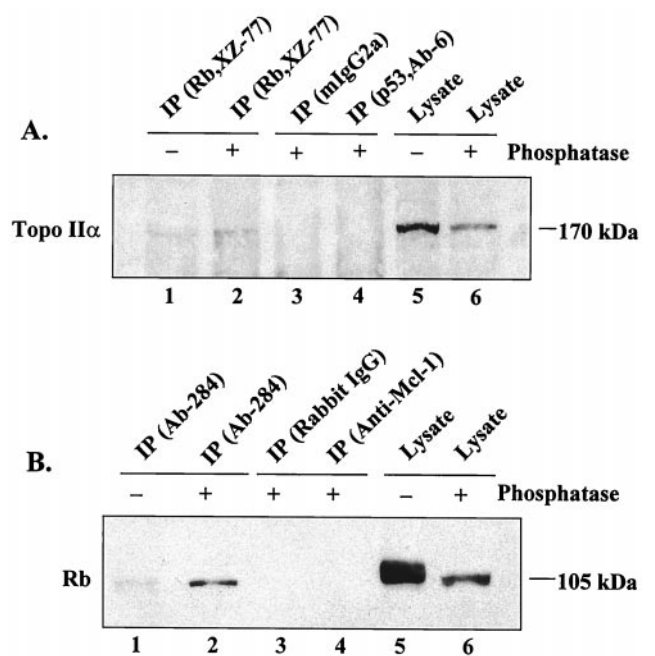 A.
IP (Rb,XZ-77)
IP (Rb,XZ-77)
IP (mIgG2a)
IP (p53,Ab-6)
Lysate
Lysate
– + + + – + Phosphatase
Topo IIα
170 kDa
1 2 3 4 5 6
B.
IP (Ab-284)
IP (Ab-284)
IP (Rabbit IgG)
IP (Anti-Mcl-1)
Lysate
Lysate
– + + + – + Phosphatase
Rb
105 kDa
1 2 3 4 5 6